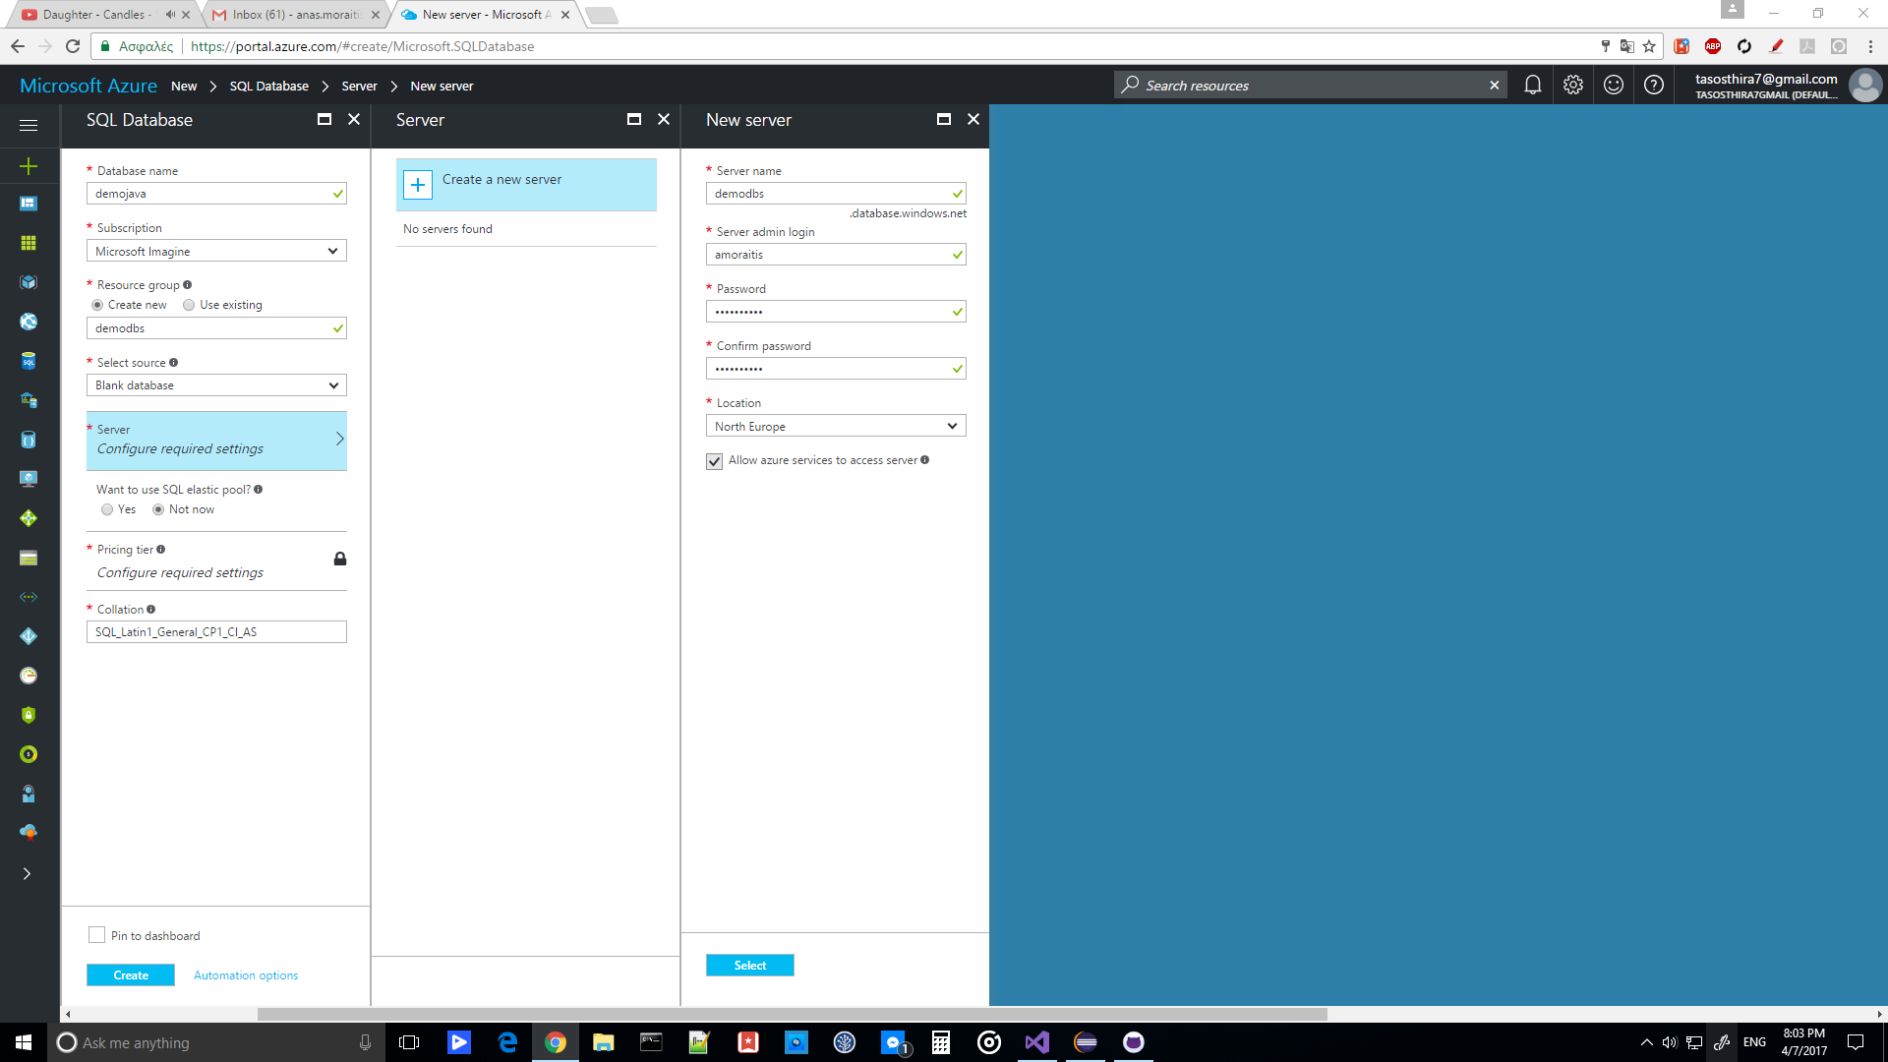 Daughter - Candles -
Inbox (61) - anas.moraitis
New server - Microsoft A
Ασφαλές
https://portal.azure.com/#create/Microsoft.SQLDatabase
ABP
Microsoft Azure New > SQL Database > Server > New server
Search resources
tasosthira7@gmail.com
TASOSTHIRA7GMAIL (DEFAUL...
SQL Database
* Database name
demojava
* Subscription
Microsoft Imagine
* Resource group
Create new Use existing
demodbs
* Select source
Blank database
* Server
Configure required settings
Want to use SQL elastic pool?
Yes Not now
* Pricing tier
Configure required settings
* Collation
SQL_Latin1_General_CP1_CI_AS
Pin to dashboard
Create Automation options
Server
Create a new server
No servers found
New server
* Server name
demodbs
.database.windows.net
* Server admin login
amoraitis
* Password
••••••••••
* Confirm password
••••••••••
* Location
North Europe
Allow azure services to access server
Select
SQL
Ask me anything
1
ENG
8:03 PM
4/7/2017